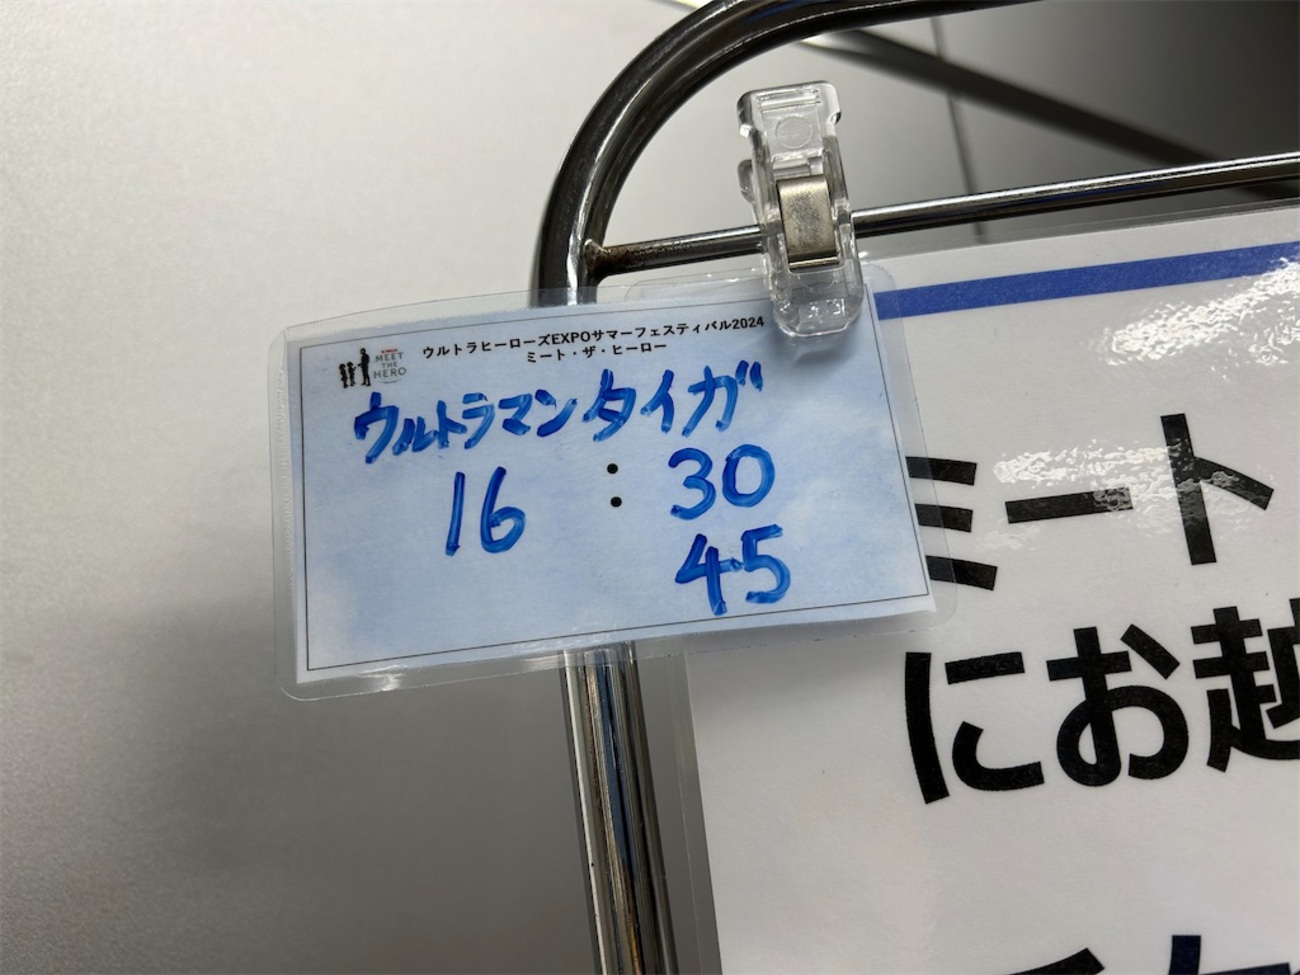 ウルトラヒーローズEXPOサマーフェスティバル2024
ミート・ザ・ヒーロー
MEET
THE
HERO
ウルトラマンタイガ
16 : 30
45
ミート
にお越